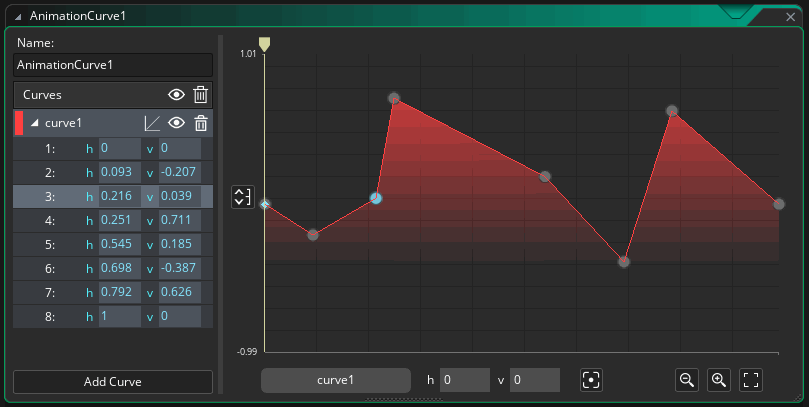 AnimationCurve1
Name:
AnimationCurve1
Curves
curve1
1: h 0 v 0
2: h 0.093 v -0.207
3: h 0.216 v 0.039
4: h 0.251 v 0.711
5: h 0.545 v 0.185
6: h 0.698 v -0.387
7: h 0.792 v 0.626
8: h 1 v 0
Add Curve
1.01
-0.99
curve1 h 0 v 0